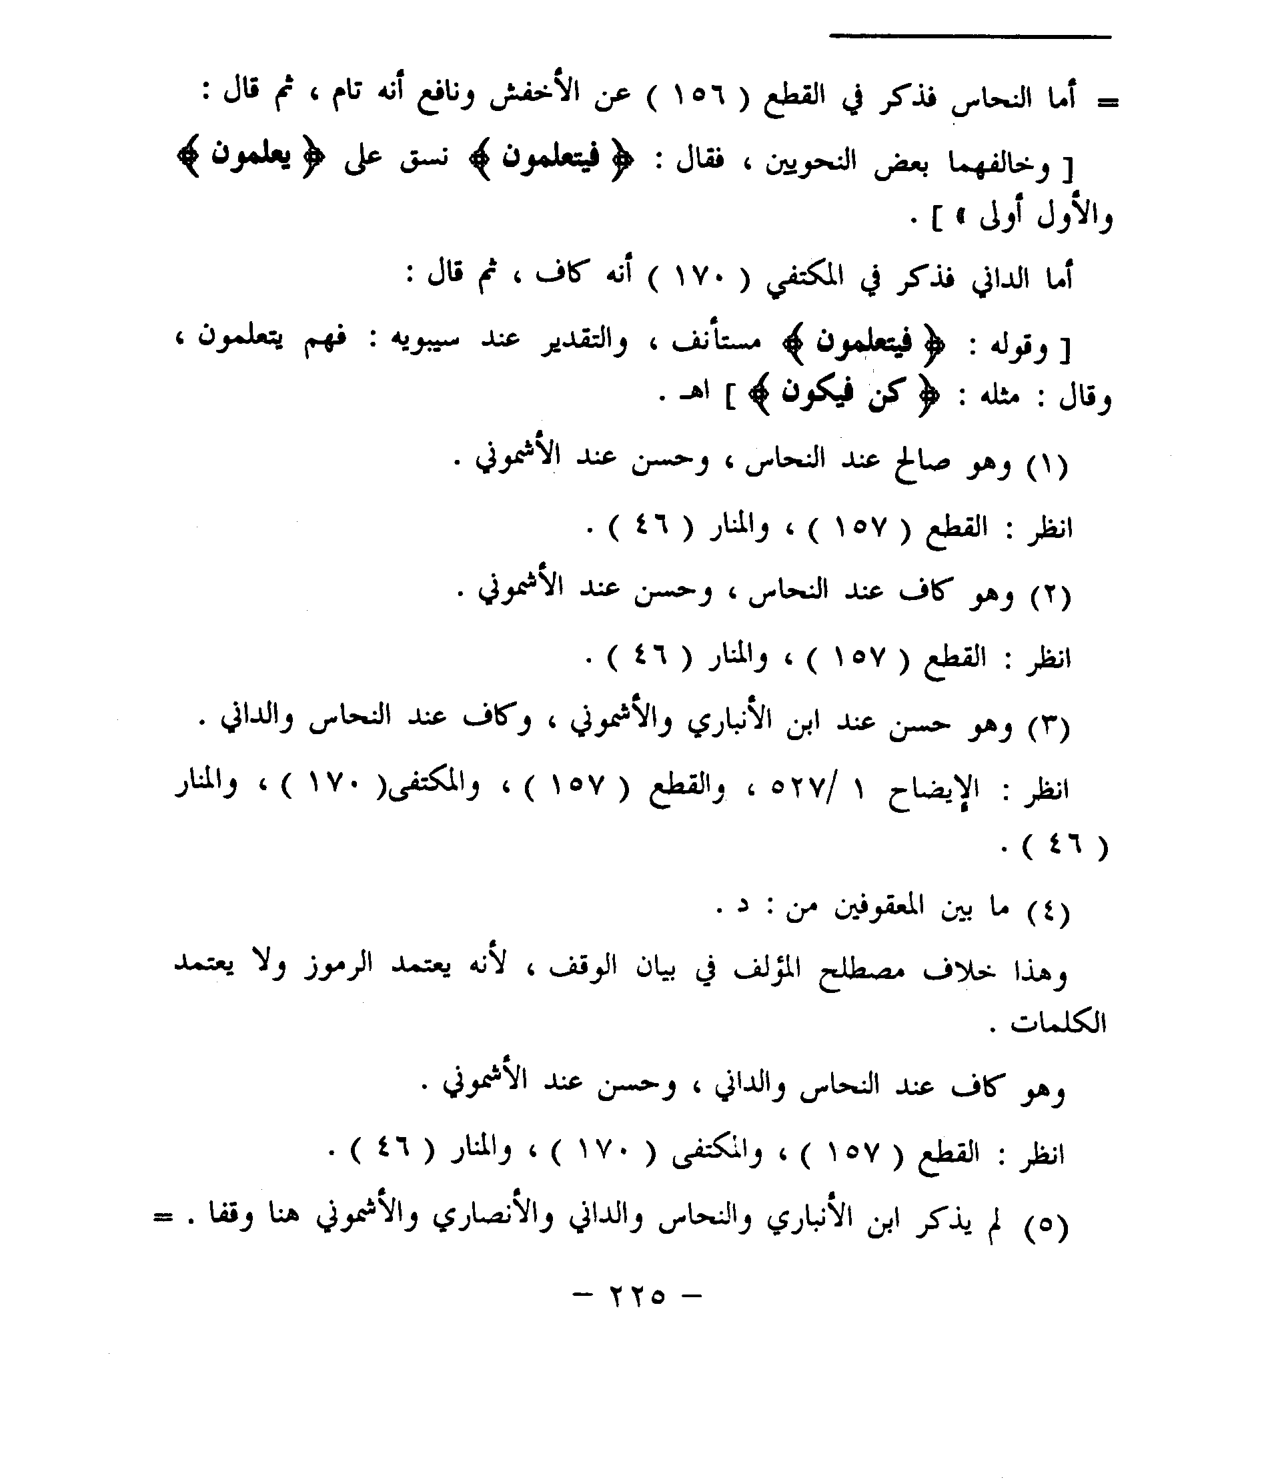 = أما النحاس فذكر في القطع ( ١٥٦ ) عن الأخفش ونافع أنه تام ، ثم قال :
[ وخالفهما بعض النحويين ، فقال : ﴿ فيتعلمون ﴾ نسق على ﴿ يعلمون ﴾
والأول أولى » ] .
أما الداني فذكر في المكتفي ( ١٧٠ ) أنه كاف ، ثم قال :
[ وقوله : ﴿ فيتعلمون ﴾ مستأنف ، والتقدير عند سيبويه : فهم يتعلمون ،
وقال : مثله : ﴿ كن فيكون ﴾ ] اهـ .
(١) وهو صالح عند النحاس ، وحسن عند الأشموني .
انظر : القطع ( ١٥٧ ) ، والمنار ( ٤٦ ) .
(٢) وهو كاف عند النحاس ، وحسن عند الأشموني .
انظر : القطع ( ١٥٧ ) ، والمنار ( ٤٦ ) .
(٣) وهو حسن عند ابن الأنباري والأشموني ، وكاف عند النحاس والداني .
انظر : الإيضاح ١ /٥٢٧ ، والقطع ( ١٥٧ ) ، والمكتفى( ١٧٠ ) ، والمنار
( ٤٦ ) .
(٤) ما بين المعقوفين من : د .
وهذا خلاف مصطلح المؤلف في بيان الوقف ، لأنه يعتمد الرموز ولا يعتمد
الكلمات .
وهو كاف عند النحاس والداني ، وحسن عند الأشموني .
انظر : القطع ( ١٥٧ ) ، والمكتفى ( ١٧٠ ) ، والمنار ( ٤٦ ) .
(٥) لم يذكر ابن الأنباري والنحاس والداني والأنصاري والأشموني هنا وقفا . =
– ٢٢٥ –